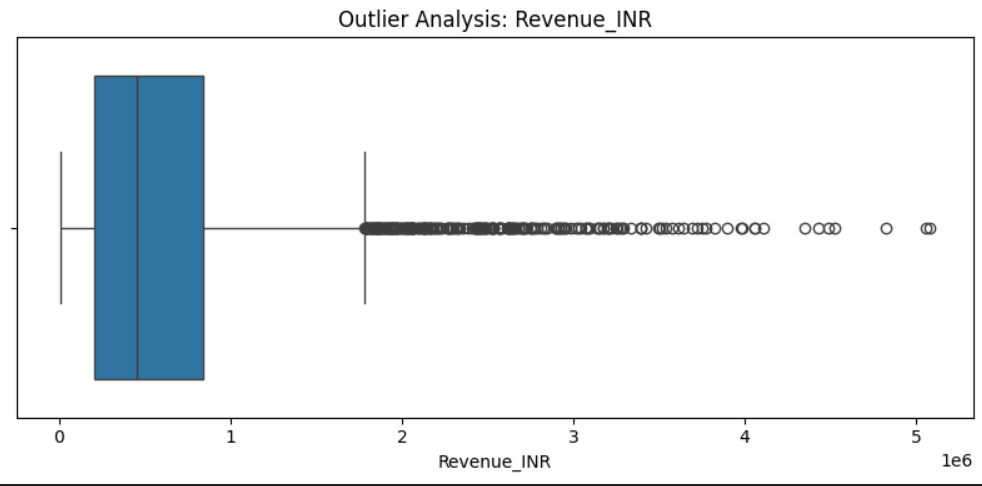 Outlier Analysis: Revenue_INR
0 1 2 3 4 5
1e6
Revenue_INR